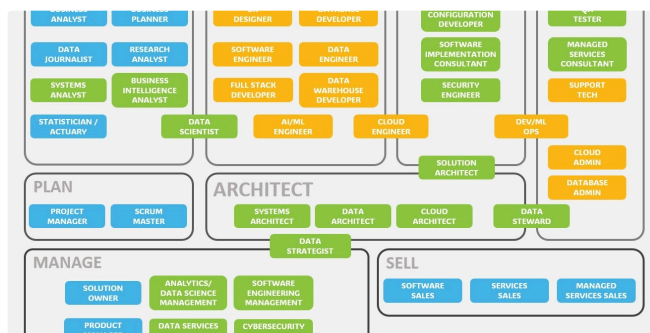 ANALYST
PLANNER
DESIGNER
DEVELOPER
CONFIGURATION
DEVELOPER
TESTER
DATA
JOURNALIST
RESEARCH
ANALYST
SOFTWARE
ENGINEER
DATA
ENGINEER
SOFTWARE
IMPLEMENTATION
CONSULTANT
MANAGED
SERVICES
CONSULTANT
SYSTEMS
ANALYST
BUSINESS
INTELLIGENCE
ANALYST
FULL STACK
DEVELOPER
DATA
WAREHOUSE
DEVELOPER
SECURITY
ENGINEER
SUPPORT
TECH
STATISTICIAN /
ACTUARY
DATA
SCIENTIST
AI/ML
ENGINEER
CLOUD
ENGINEER
DEV/ML
OPS
SOLUTION
ARCHITECT
CLOUD
ADMIN
DATABASE
ADMIN
PLAN
PROJECT
MANAGER
SCRUM
MASTER
ARCHITECT
SYSTEMS
ARCHITECT
DATA
ARCHITECT
CLOUD
ARCHITECT
DATA
STEWARD
DATA
STRATEGIST
MANAGE
SOLUTION
OWNER
ANALYTICS/
DATA SCIENCE
MANAGEMENT
SOFTWARE
ENGINEERING
MANAGEMENT
PRODUCT
DATA SERVICES
CYBERSECURITY
SELL
SOFTWARE
SALES
SERVICES
SALES
MANAGED
SERVICES SALES